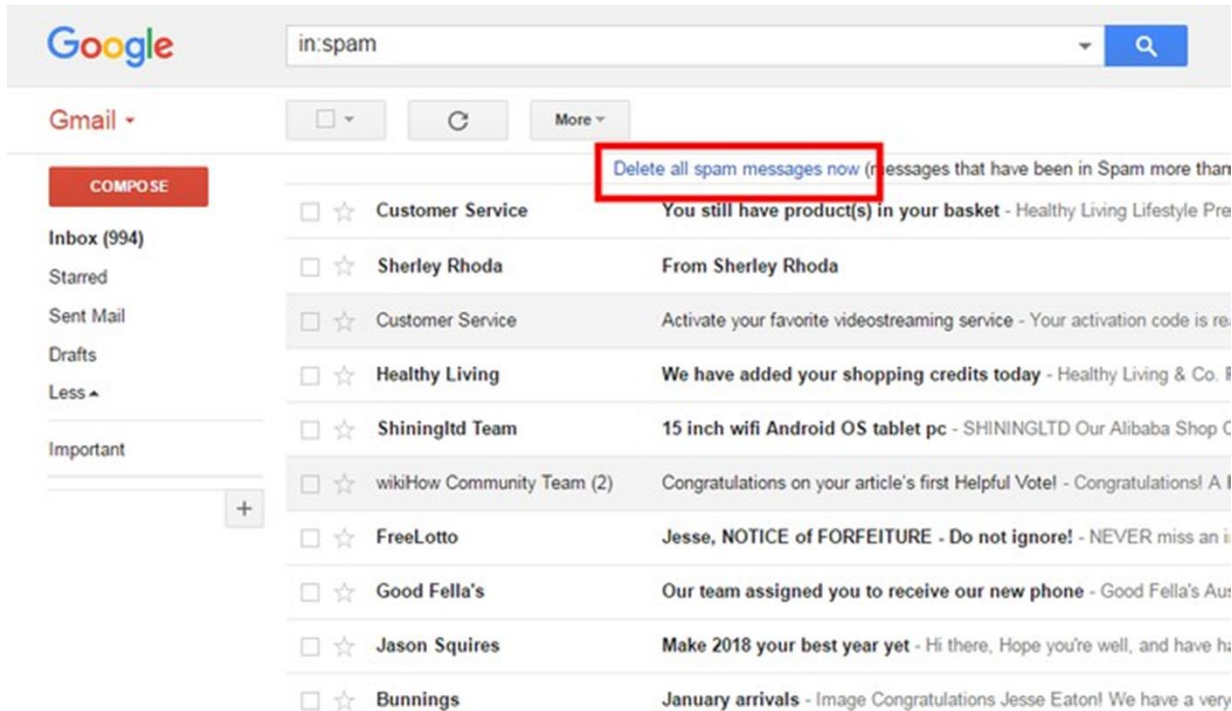 Google
in:spam
Gmail
More
COMPOSE
Inbox (994)
Starred
Sent Mail
Drafts
Less
Important
+
Delete all spam messages now (messages that have been in Spam more than
Customer Service You still have product(s) in your basket - Healthy Living Lifestyle Pre
Sherley Rhoda From Sherley Rhoda
Customer Service Activate your favorite videostreaming service - Your activation code is re
Healthy Living We have added your shopping credits today - Healthy Living & Co.
Shiningltd Team 15 inch wifi Android OS tablet pc - SHININGLTD Our Alibaba Shop
wikiHow Community Team (2) Congratulations on your article's first Helpful Vote! - Congratulations! A
FreeLotto Jesse, NOTICE of FORFEITURE - Do not ignore! - NEVER miss an
Good Fella's Our team assigned you to receive our new phone - Good Fella's Aus
Jason Squires Make 2018 your best year yet - Hi there, Hope you're well, and have ha
Bunnings January arrivals - Image Congratulations Jesse Eaton! We have a very